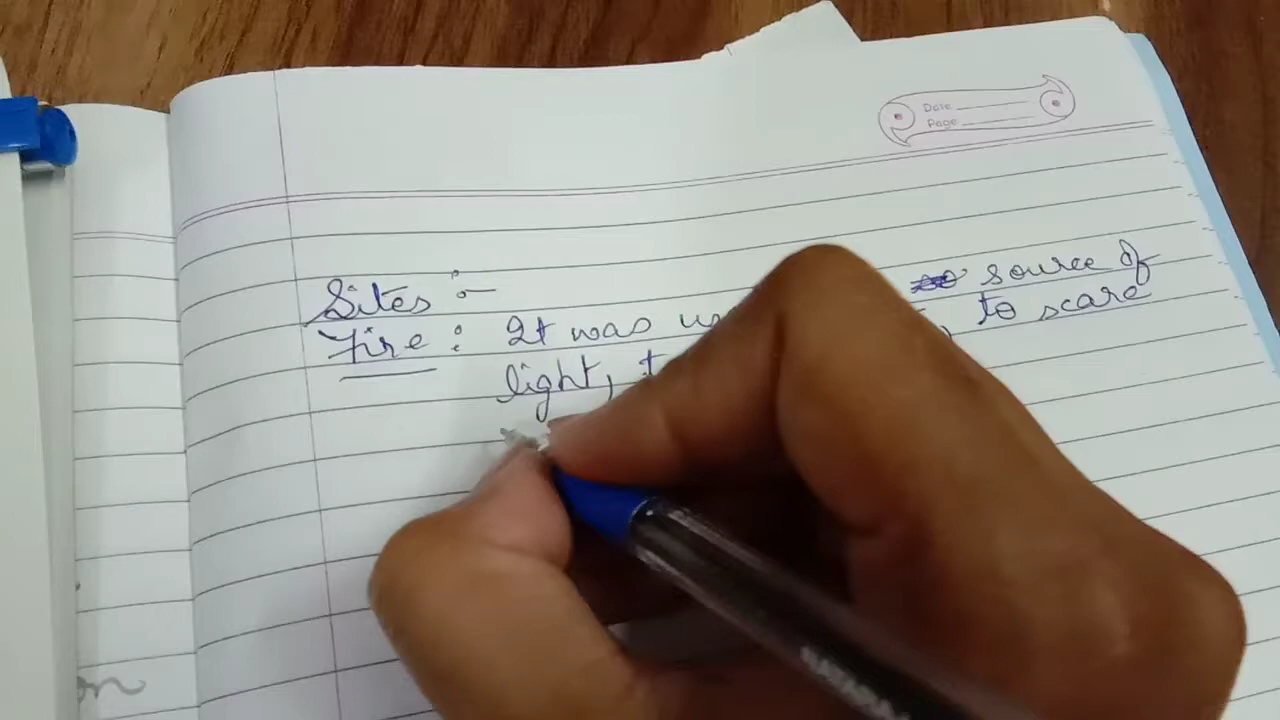 Date
Page
Sites :-
source of
Fire : It was
light, to scare